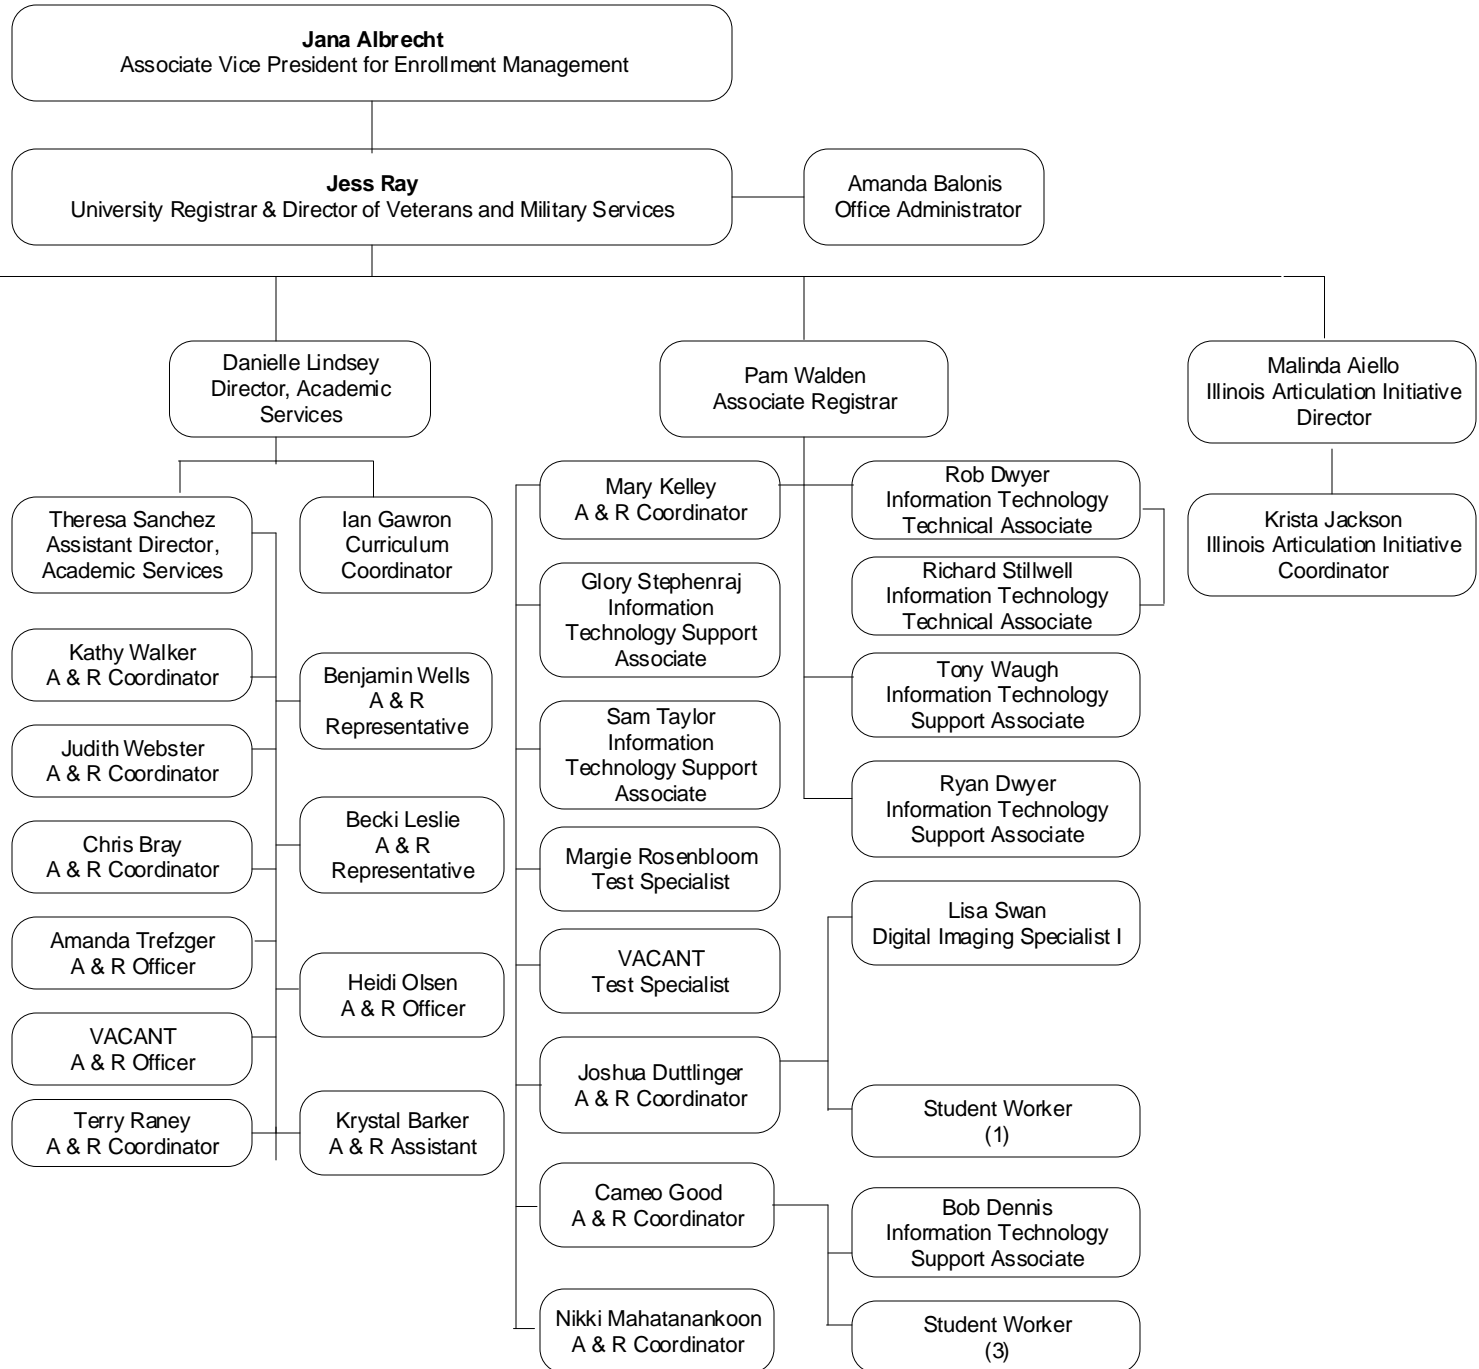 Jana Albrecht
Associate Vice President for Enrollment Management
Jess Ray
University Registrar & Director of Veterans and Military Services
Amanda Balonis
Office Administrator
Danielle Lindsey
Director, Academic
Services
Pam Walden
Associate Registrar
Malinda Aiello
Illinois Articulation Initiative
Director
Theresa Sanchez
Assistant Director,
Academic Services
Ian Gawron
Curriculum
Coordinator
Kathy Walker
A & R Coordinator
Benjamin Wells
A & R
Representative
Judith Webster
A & R Coordinator
Becki Leslie
A & R
Representative
Chris Bray
A & R Coordinator
Amanda Trefzger
A & R Officer
Heidi Olsen
A & R Officer
VACANT
A & R Officer
Terry Raney
A & R Coordinator
Krystal Barker
A & R Assistant
Mary Kelley
A & R Coordinator
Glory Stephenraj
Information
Technology Support
Associate
Sam Taylor
Information
Technology Support
Associate
Margie Rosenbloom
Test Specialist
VACANT
Test Specialist
Joshua Duttlinger
A & R Coordinator
Cameo Good
A & R Coordinator
Nikki Mahatanankoon
A & R Coordinator
Rob Dwyer
Information Technology
Technical Associate
Richard Stillwell
Information Technology
Technical Associate
Tony Waugh
Information Technology
Support Associate
Ryan Dwyer
Information Technology
Support Associate
Lisa Swan
Digital Imaging Specialist I
Student Worker
(1)
Bob Dennis
Information Technology
Support Associate
Student Worker
(3)
Krista Jackson
Illinois Articulation Initiative
Coordinator